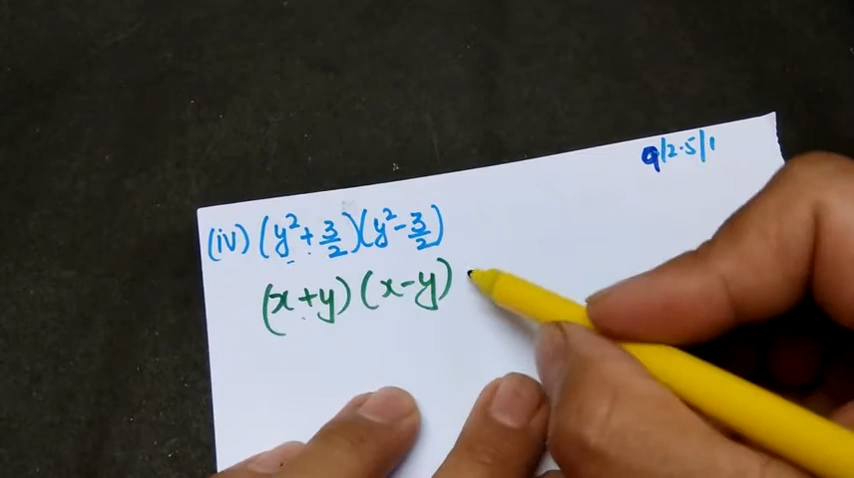 9/2.5/1
(iv) (y² + 3/2)(y² - 3/2)
(x+y) (x-y)